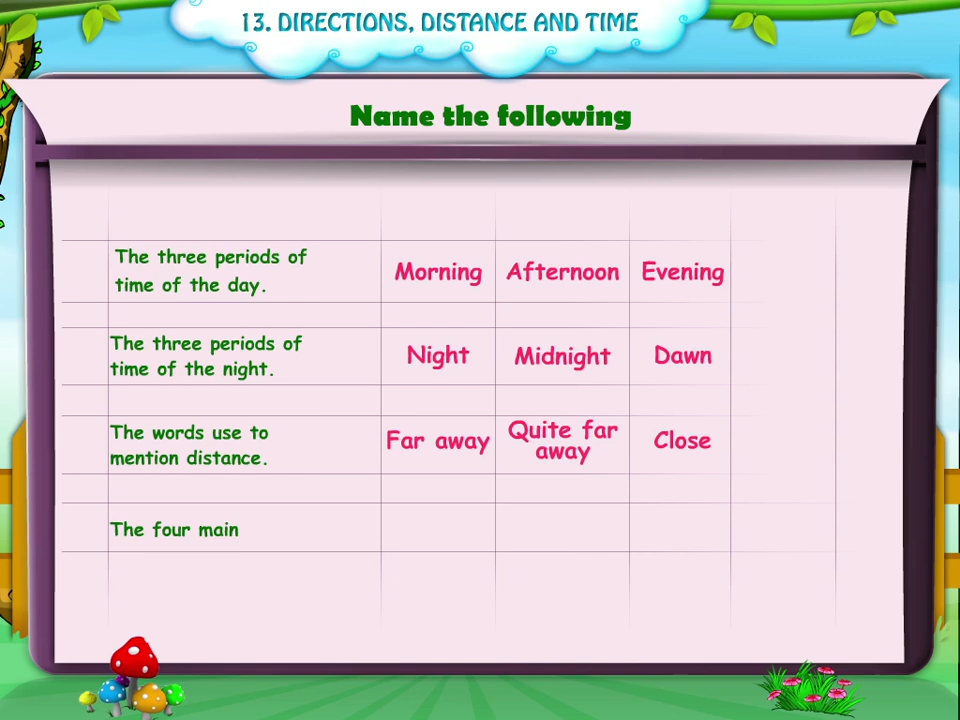 13. DIRECTIONS, DISTANCE AND TIME
Name the following
The three periods of
time of the day.
Morning
Afternoon
Evening
The three periods of
time of the night.
Night
Midnight
Dawn
The words use to
mention distance.
Far away
Quite far
away
Close
The four main